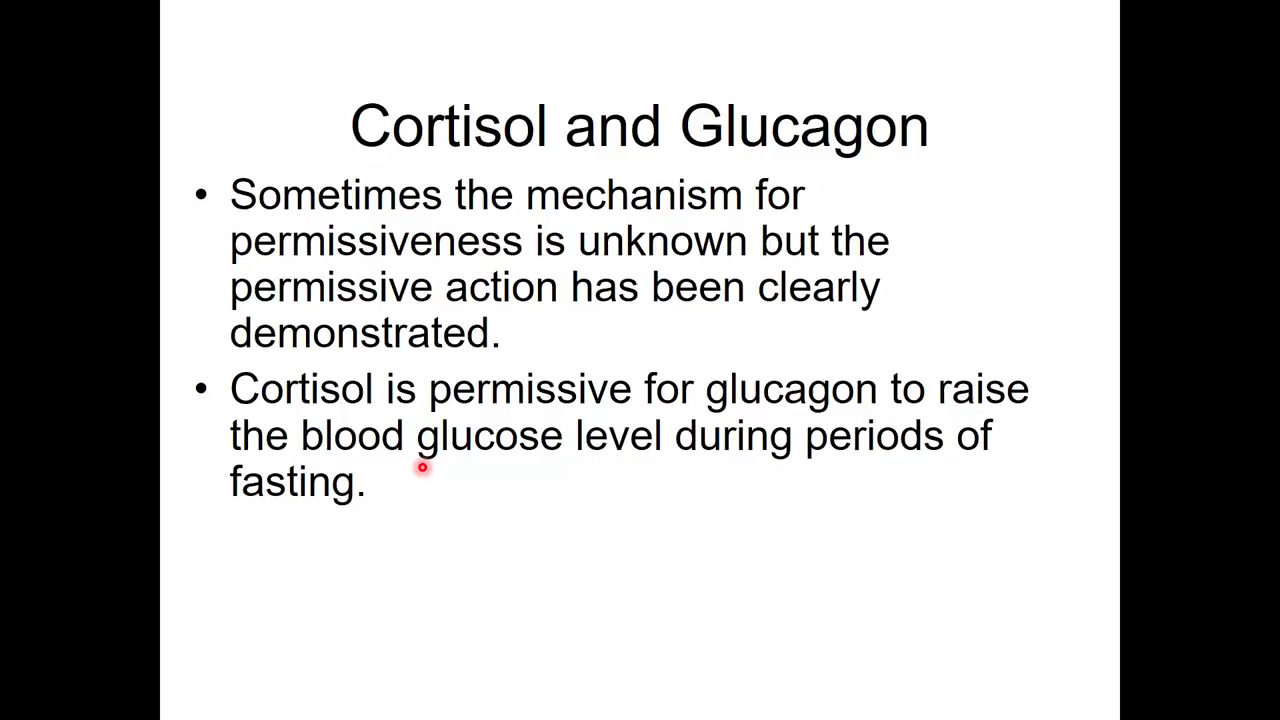 Cortisol and Glucagon
• Sometimes the mechanism for
permissiveness is unknown but the
permissive action has been clearly
demonstrated.
• Cortisol is permissive for glucagon to raise
the blood glucose level during periods of
fasting.